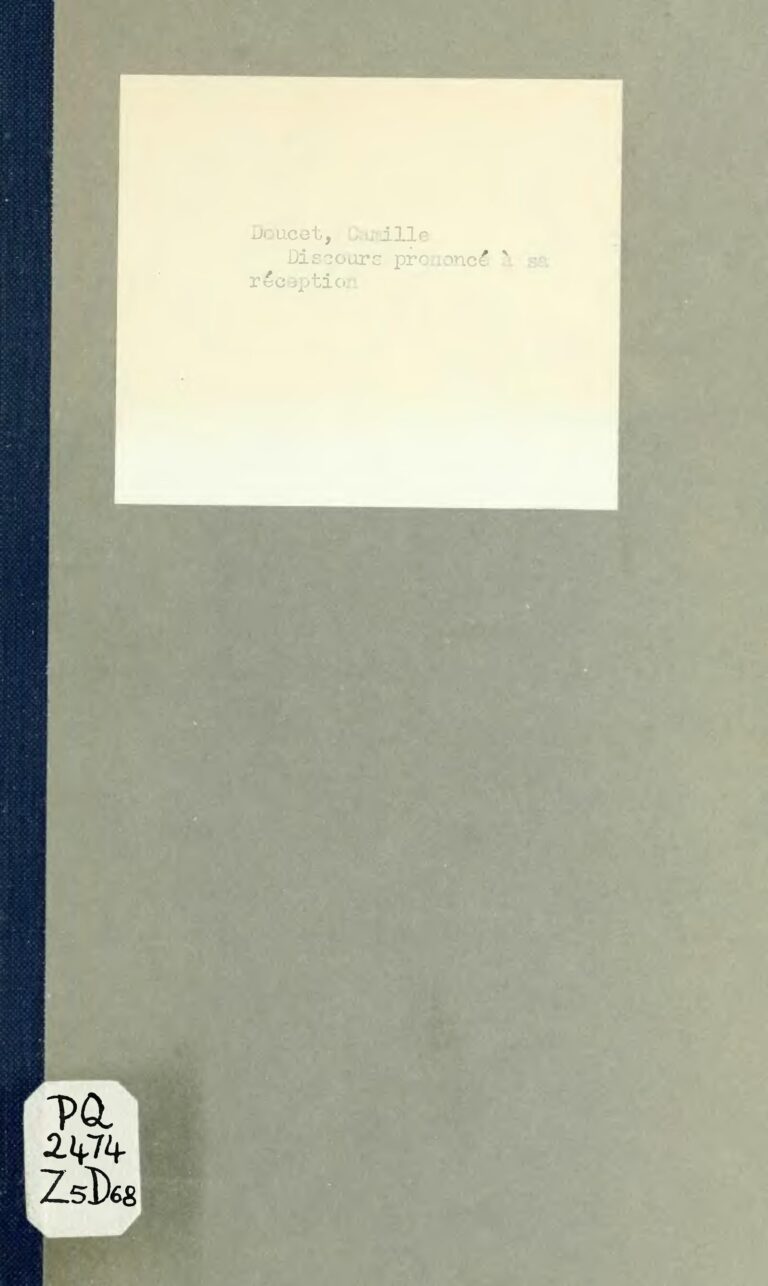 Doucet, Camille
Discours prononcé à sa
réception
PQ
2474
Z5D68